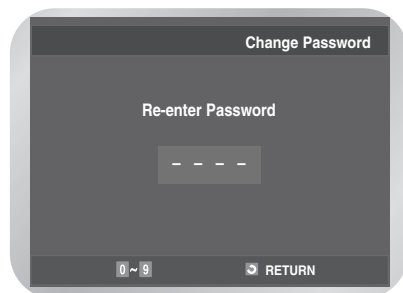 Change Password
Re-enter Password
– – – –
0 ~ 9 RETURN